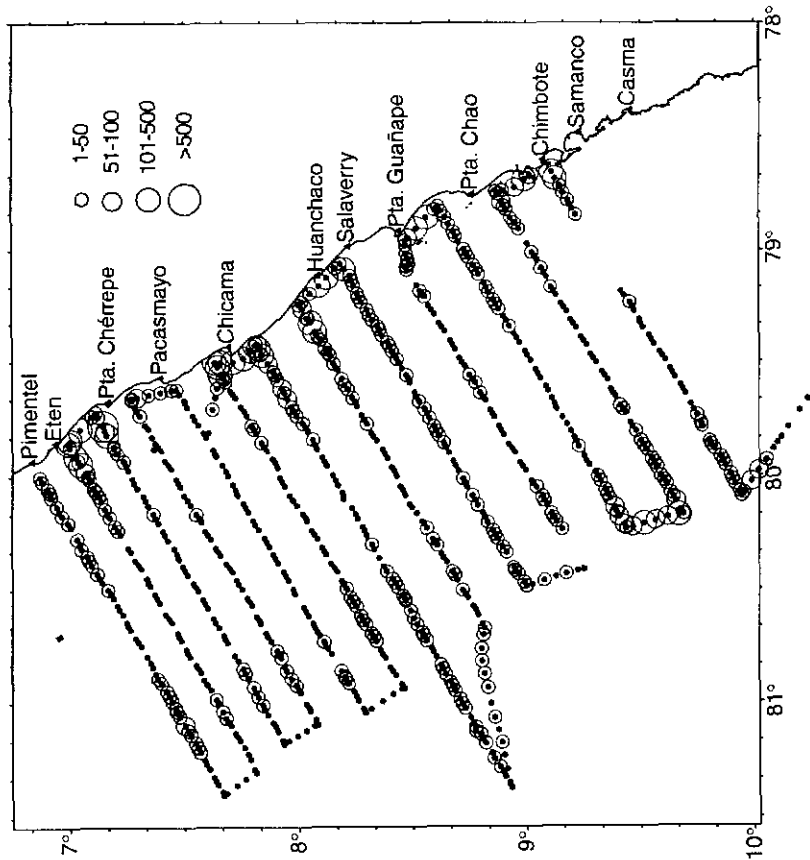 1-50
51-100
101-500
>500
Pimentel
Eten
Pta. Chérrepe
Pacasmayo
Chicama
Huanchaco
Salaverry
Pta. Guañape
Pta. Chao
Chimbote
Samanco
Casma
7°
8°
9°
10°
81°
80°
79°
78°